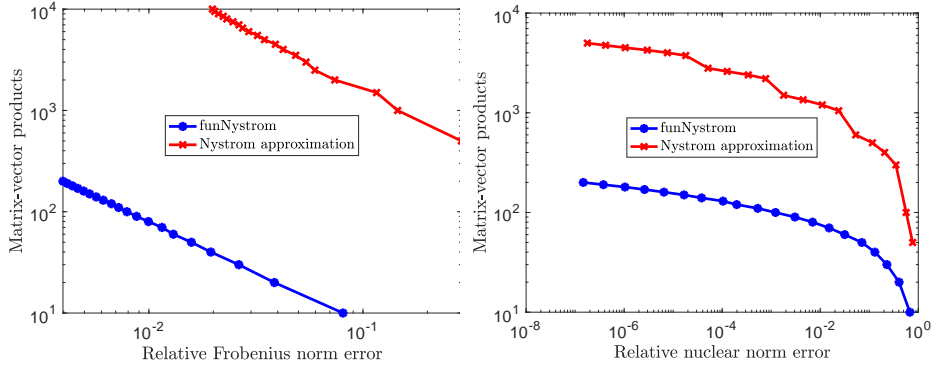 10^4
10^3
10^2
10^1
Matrix-vector products
funNystrom
Nystrom approximation
10^-2
10^-1
Relative Frobenius norm error
10^4
10^3
10^2
10^1
Matrix-vector products
funNystrom
Nystrom approximation
10^-8
10^-6
10^-4
10^-2
10^0
Relative nuclear norm error